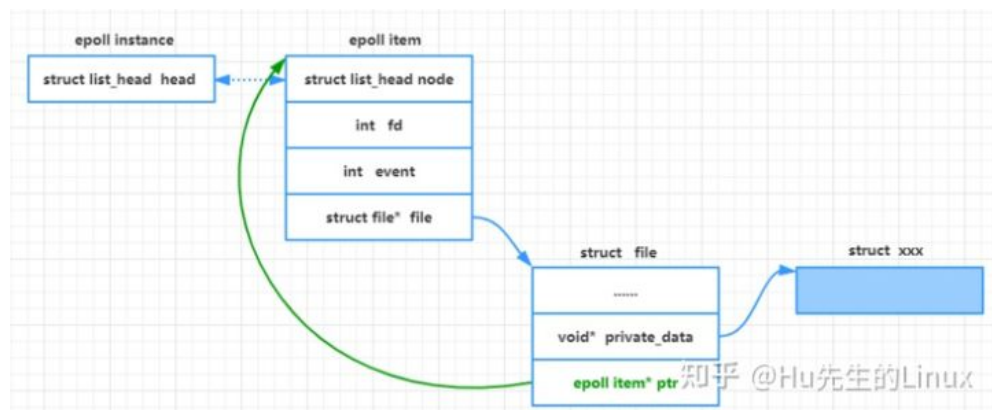 epoll instance
struct list_head head
epoll item
struct list_head node
int fd
int event
struct file* file
struct file
......
void* private_data
epoll item* ptr
struct xxx
知乎 @Hu先生的Linux